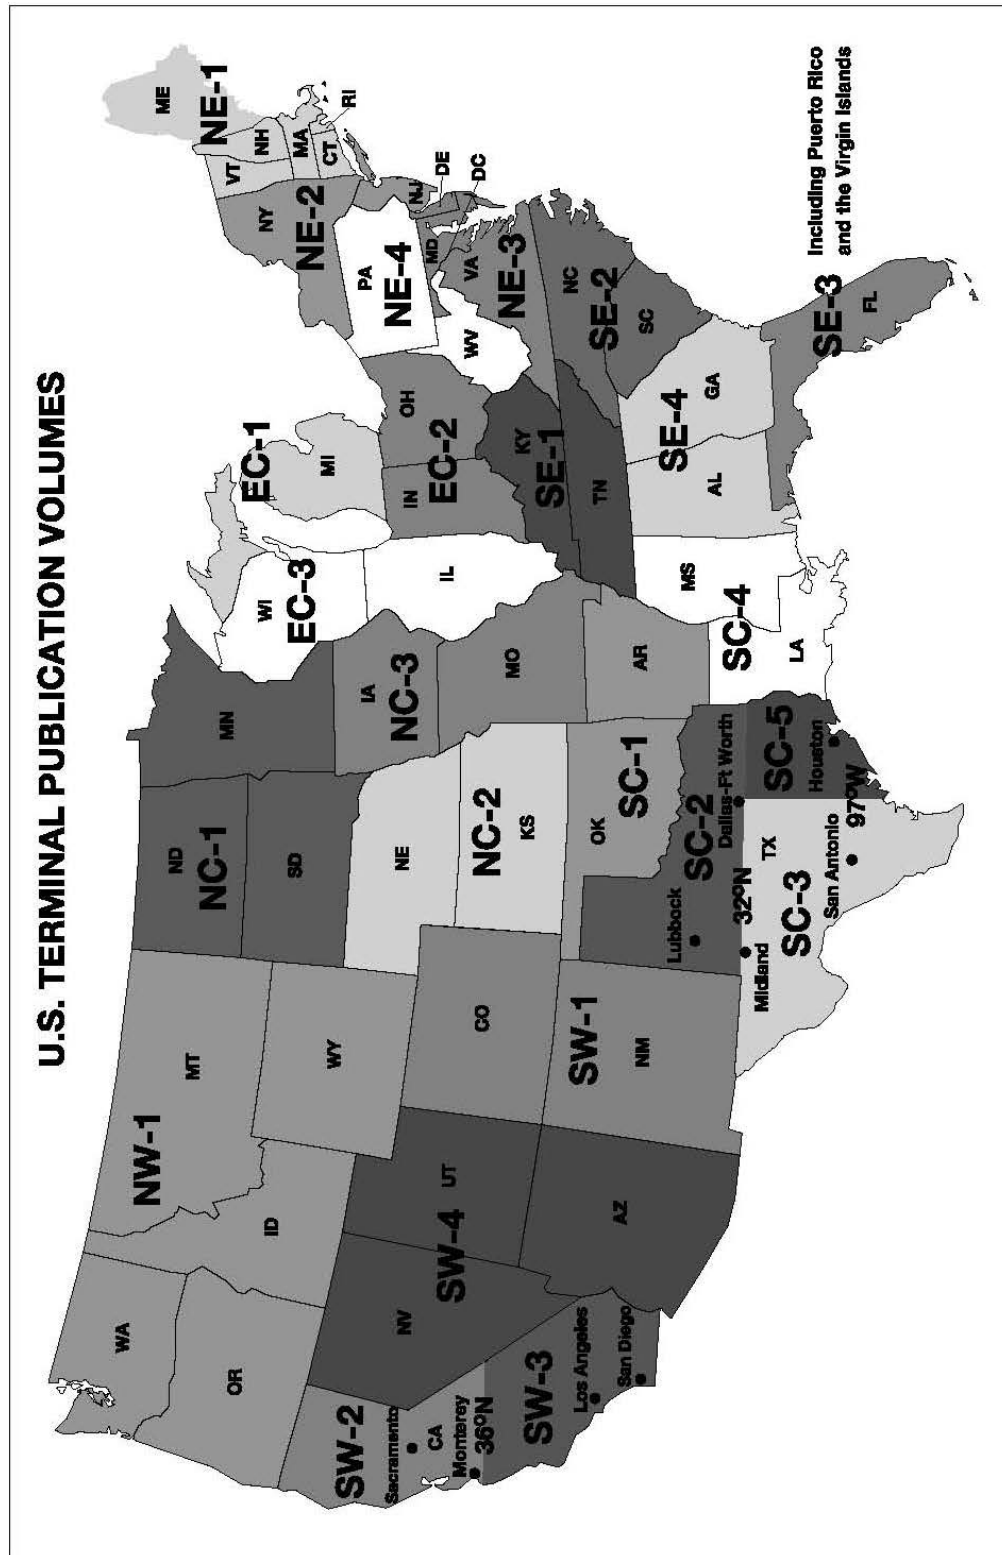 U.S. TERMINAL PUBLICATION VOLUMES
WA
OR
NW-1
MT
ID
WY
SW-2
Sacramento
CA
Monterey
36ºN
NV
UT
SW-4
SW-3
Los Angeles
San Diego
AZ
CO
SW-1
NM
ND
NC-1
SD
MN
NE
NC-2
KS
IA
NC-3
MO
OK
SC-1
AR
Lubbock
SC-2
Dallas-Ft Worth
32ºN
Midland
TX
SC-3
San Antonio
97ºW
SC-5
Houston
SC-4
MS
LA
WI
EC-3
IL
EC-1
MI
IN
OH
EC-2
KY
SE-1
TN
AL
SE-4
GA
NC
SE-2
SC
SE-3
FL
Including Puerto Rico
and the Virgin Islands
WV
VA
NE-3
MD
DE
DC
PA
NE-4
NJ
NY
NE-2
VT
NH
ME
NE-1
MA
CT
RI